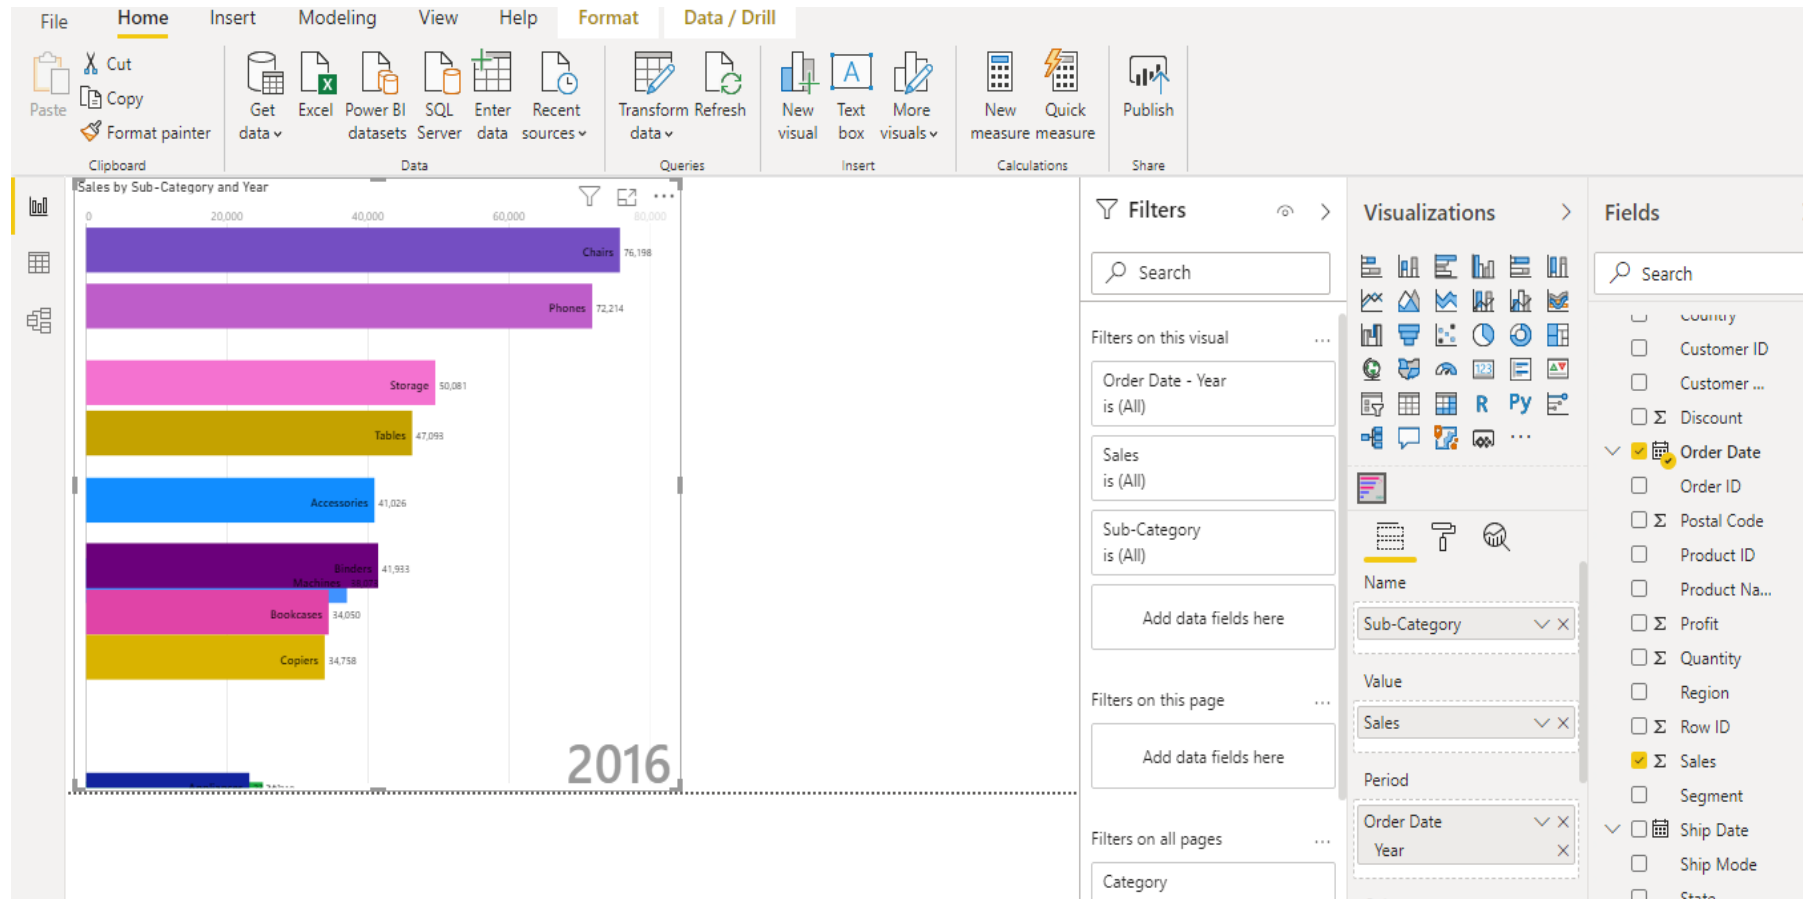 File Home Insert Modeling View Help Format Data / Drill
Paste
Cut
Copy
Format painter
Clipboard
Get data
Excel
Power BI datasets
SQL Server
Enter data
Recent sources
Data
Transform data
Refresh
Queries
New visual
Text box
More visuals
Insert
New measure
Quick measure
Calculations
Publish
Share
Sales by Sub-Category and Year
0 20,000 40,000 60,000 80,000
Chairs 76,198
Phones 72,214
Storage 50,081
Tables 47,093
Accessories 41,026
Binders 41,933
Machines
Bookcases 34,050
Copiers 34,758
2016
Filters
Search
Filters on this visual
Order Date - Year
is (All)
Sales
is (All)
Sub-Category
is (All)
Add data fields here
Filters on this page
Add data fields here
Filters on all pages
Category
Visualizations
123
R Py
Name
Sub-Category
Value
Sales
Period
Order Date
Year
Fields
Search
Country
Customer ID
Customer ...
Σ Discount
Order Date
Order ID
Σ Postal Code
Product ID
Product Na...
Σ Profit
Σ Quantity
Region
Σ Row ID
Σ Sales
Segment
Ship Date
Ship Mode
State